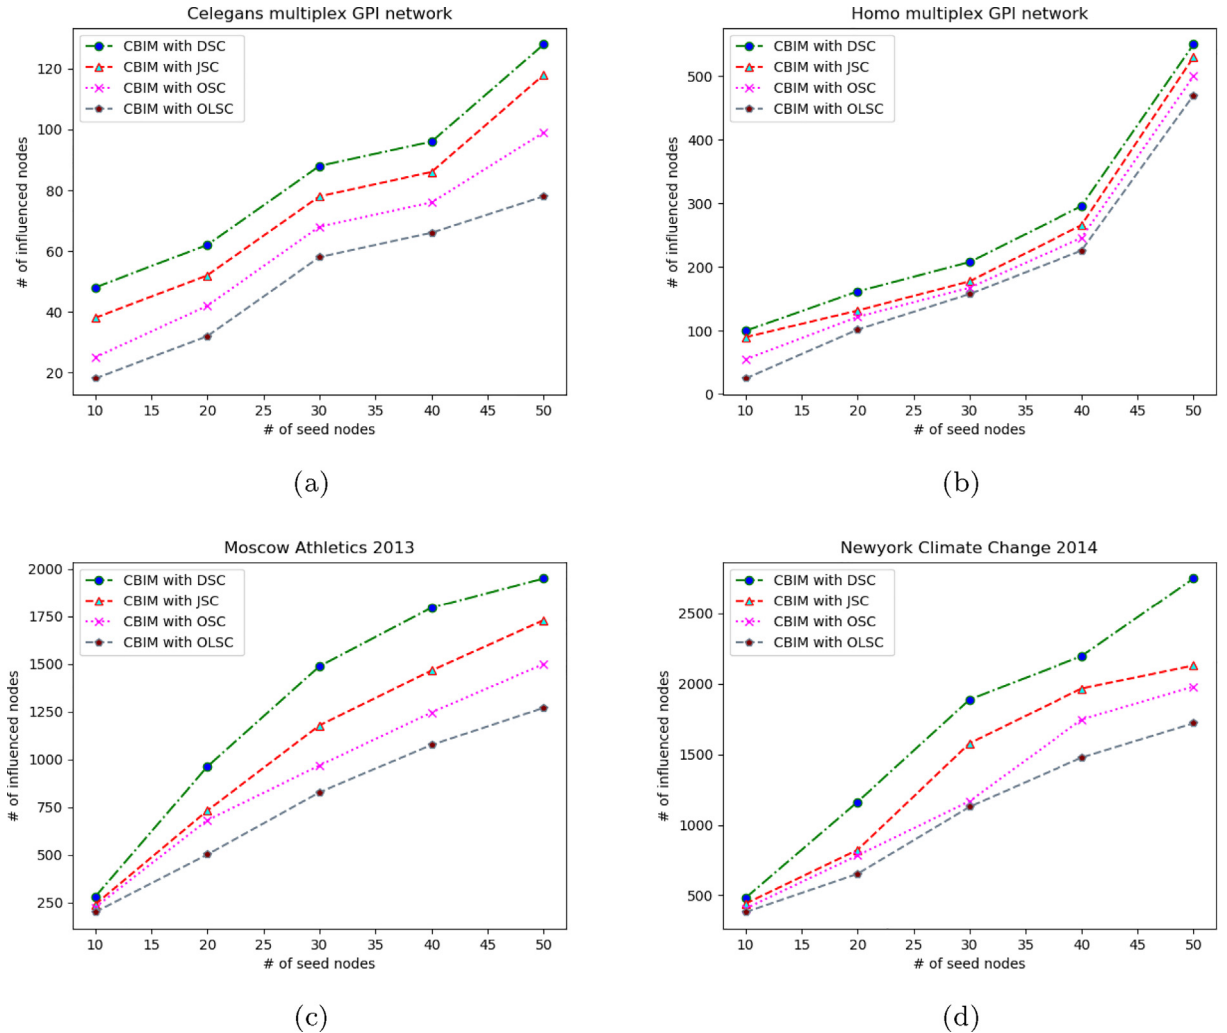 Celegans multiplex GPI network
CBIM with DSC
CBIM with JSC
CBIM with OSC
CBIM with OLSC
# of influenced nodes
120
100
80
60
40
20
10 15 20 25 30 35 40 45 50
# of seed nodes
(a)
Homo multiplex GPI network
CBIM with DSC
CBIM with JSC
CBIM with OSC
CBIM with OLSC
# of influenced nodes
500
400
300
200
100
0
10 15 20 25 30 35 40 45 50
# of seed nodes
(b)
Moscow Athletics 2013
CBIM with DSC
CBIM with JSC
CBIM with OSC
CBIM with OLSC
# of influenced nodes
2000
1750
1500
1250
1000
750
500
250
10 15 20 25 30 35 40 45 50
# of seed nodes
(c)
Newyork Climate Change 2014
CBIM with DSC
CBIM with JSC
CBIM with OSC
CBIM with OLSC
# of influenced nodes
2500
2000
1500
1000
500
10 15 20 25 30 35 40 45 50
# of seed nodes
(d)